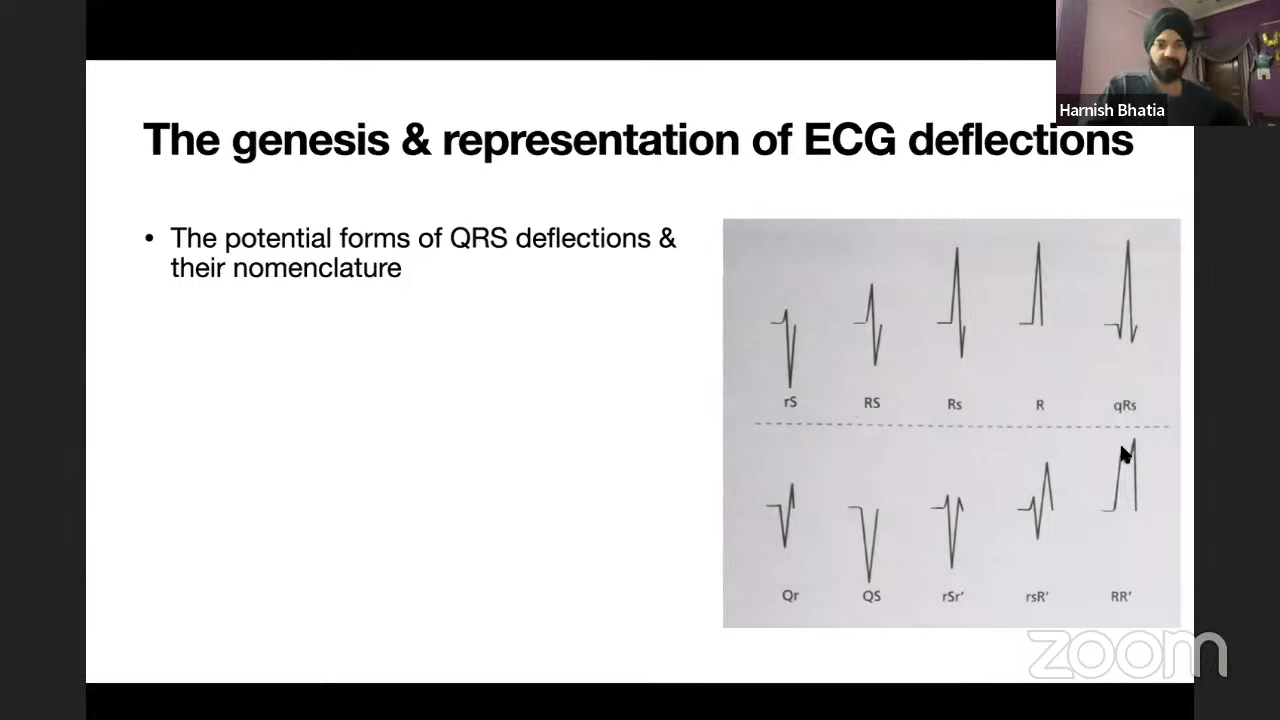 Harnish Bhatia
The genesis & representation of ECG deflections
• The potential forms of QRS deflections &
their nomenclature
rS RS Rs R qRs
Qr QS rSr′ rsR′ RR′
zoom